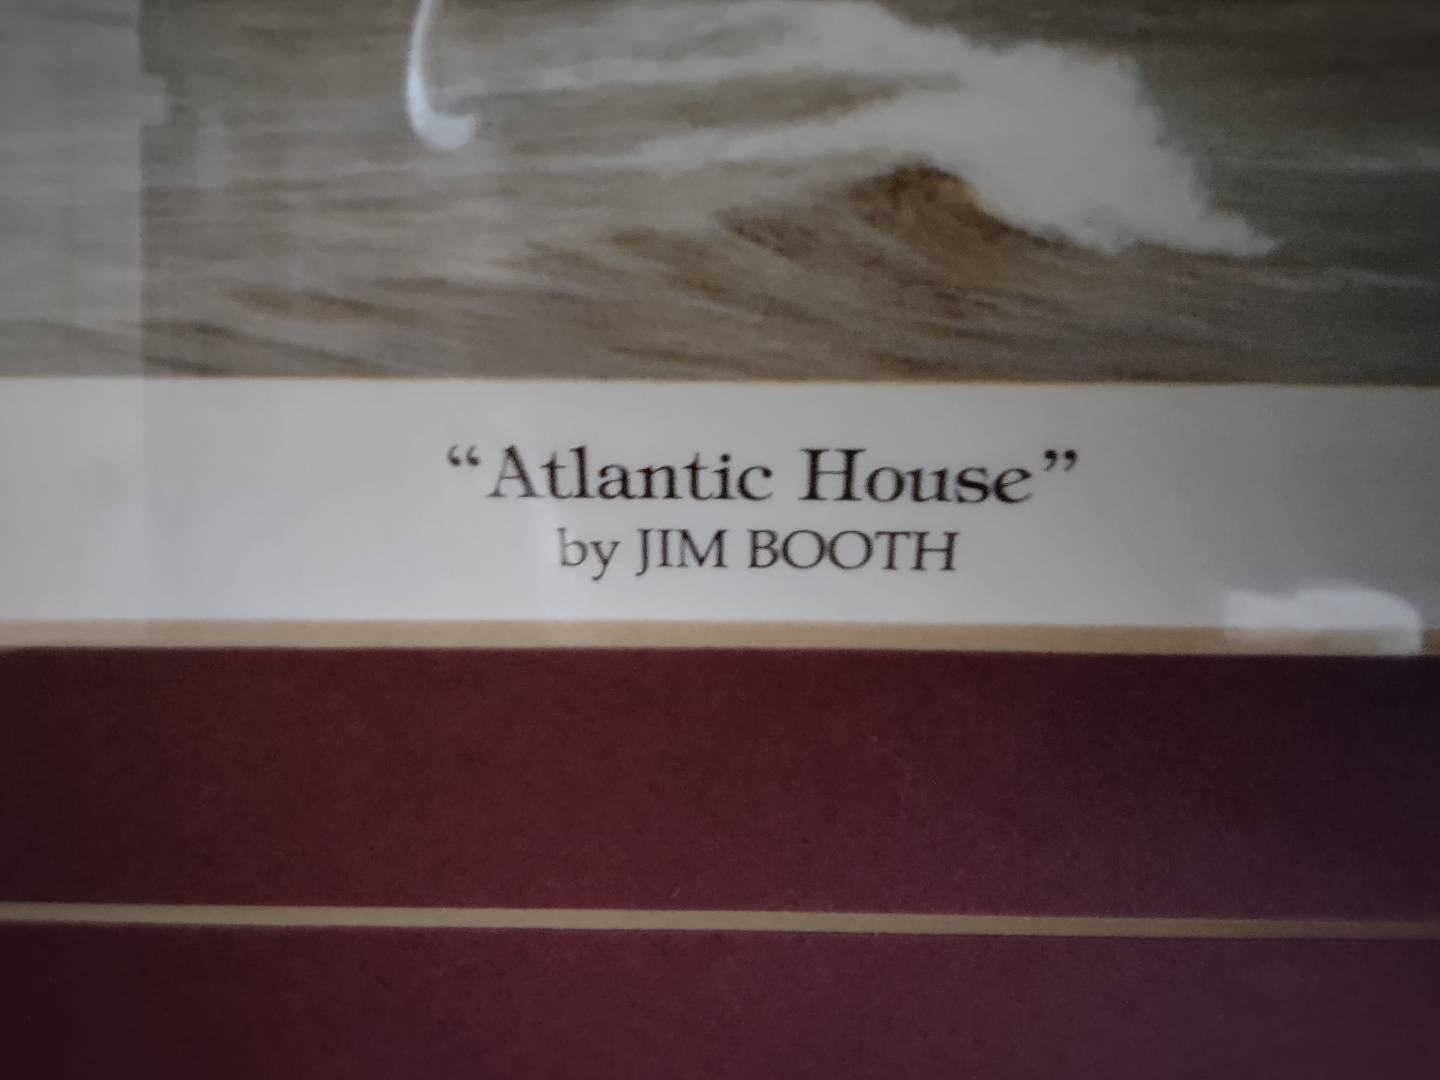 “Atlantic House”
by JIM BOOTH